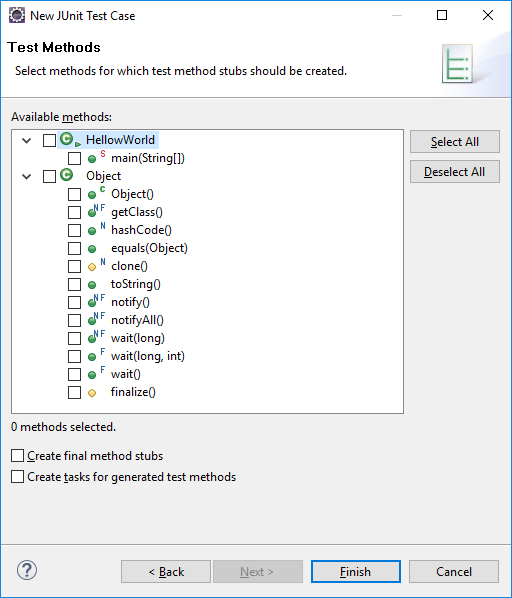 New JUnit Test Case
Test Methods
Select methods for which test method stubs should be created.
Available methods:
HellowWorld
S main(String[])
Object
C Object()
N F getClass()
N hashCode()
equals(Object)
N clone()
toString()
N F notify()
N F notifyAll()
N F wait(long)
F wait(long, int)
F wait()
finalize()
Select All
Deselect All
0 methods selected.
Create final method stubs
Create tasks for generated test methods
? < Back Next > Finish Cancel